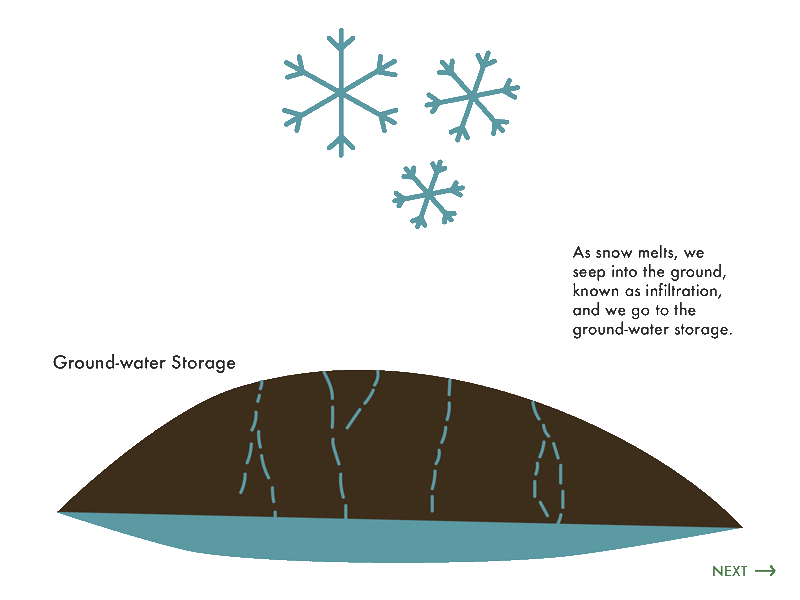 As snow melts, we
seep into the ground,
known as infiltration,
and we go to the
ground-water storage.
Ground-water Storage
NEXT →